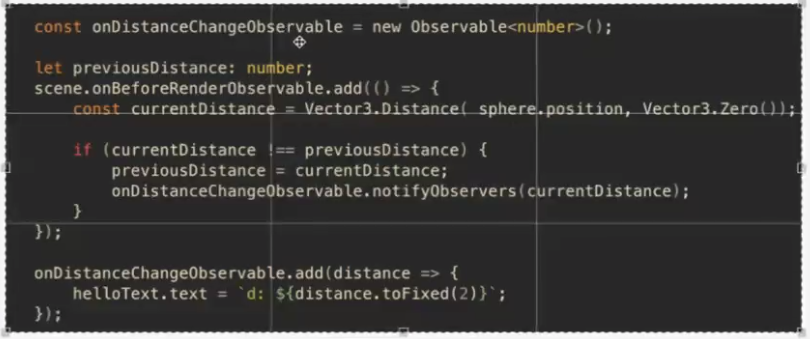 const onDistanceChangeObservable = new Observable<number>();
let previousDistance: number;
scene.onBeforeRenderObservable.add(() => {
const currentDistance = Vector3.Distance( sphere.position, Vector3.Zero());
if (currentDistance !== previousDistance) {
previousDistance = currentDistance;
onDistanceChangeObservable.notifyObservers(currentDistance);
}
});
onDistanceChangeObservable.add(distance => {
helloText.text = `d: ${distance.toFixed(2)}`;
});